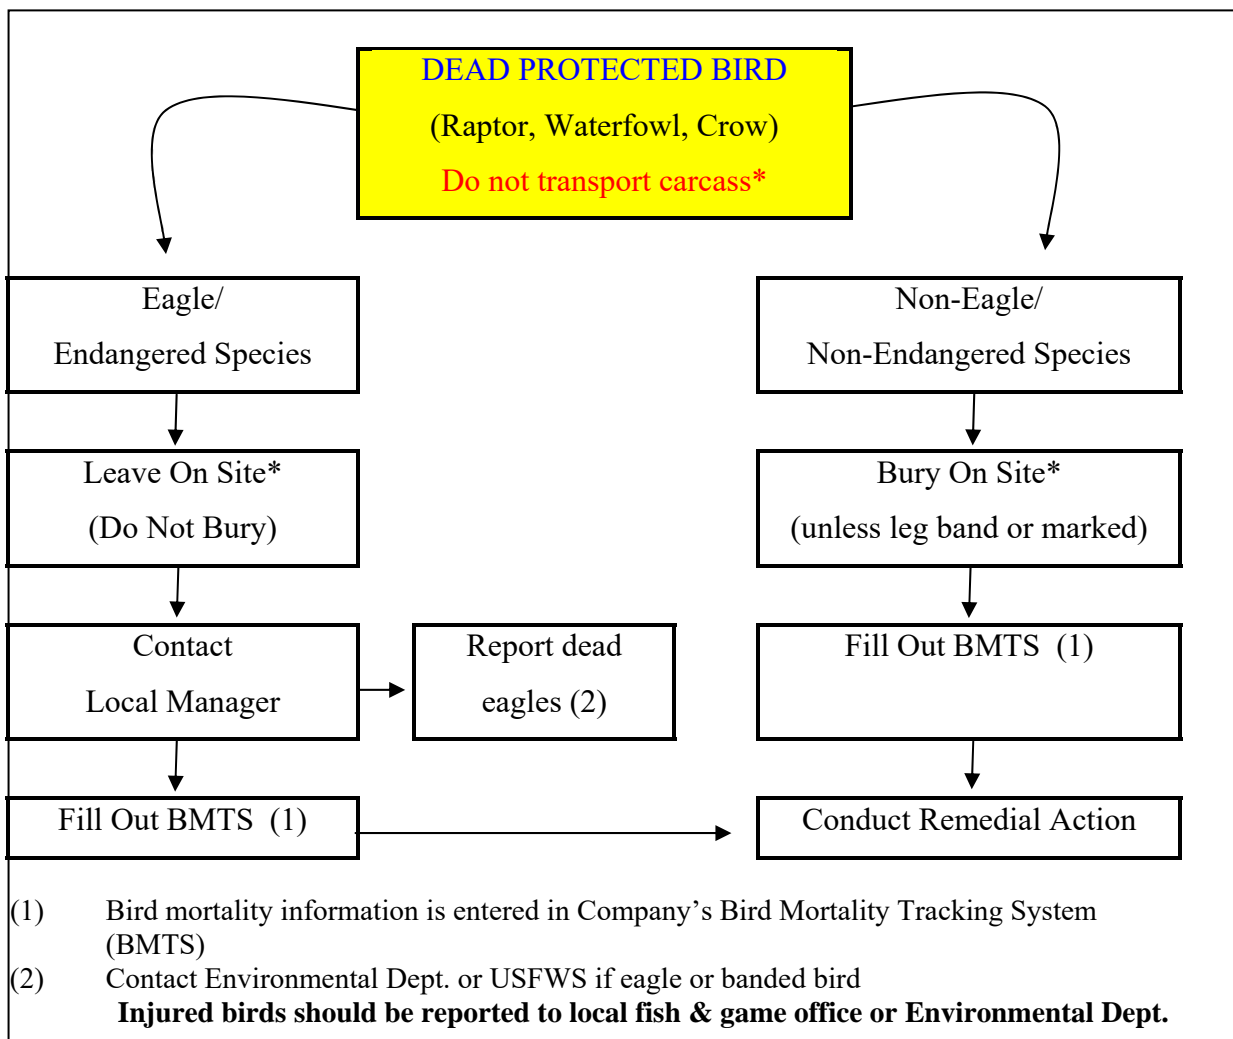 DEAD PROTECTED BIRD
(Raptor, Waterfowl, Crow)
Do not transport carcass*
Eagle/
Endangered Species
Non-Eagle/
Non-Endangered Species
Leave On Site*
(Do Not Bury)
Bury On Site*
(unless leg band or marked)
Contact
Local Manager
Report dead
eagles (2)
Fill Out BMTS (1)
Fill Out BMTS (1)
Conduct Remedial Action
(1) Bird mortality information is entered in Company’s Bird Mortality Tracking System
(BMTS)
(2) Contact Environmental Dept. or USFWS if eagle or banded bird
Injured birds should be reported to local fish & game office or Environmental Dept.